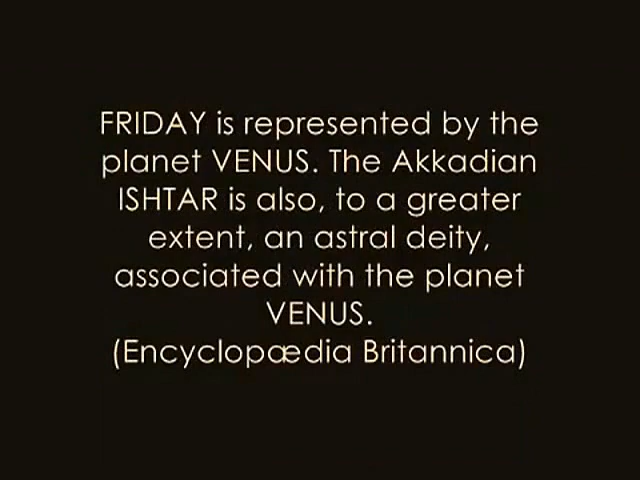 FRIDAY is represented by the
planet VENUS. The Akkadian
ISHTAR is also, to a greater
extent, an astral deity,
associated with the planet
VENUS.
(Encyclopædia Britannica)